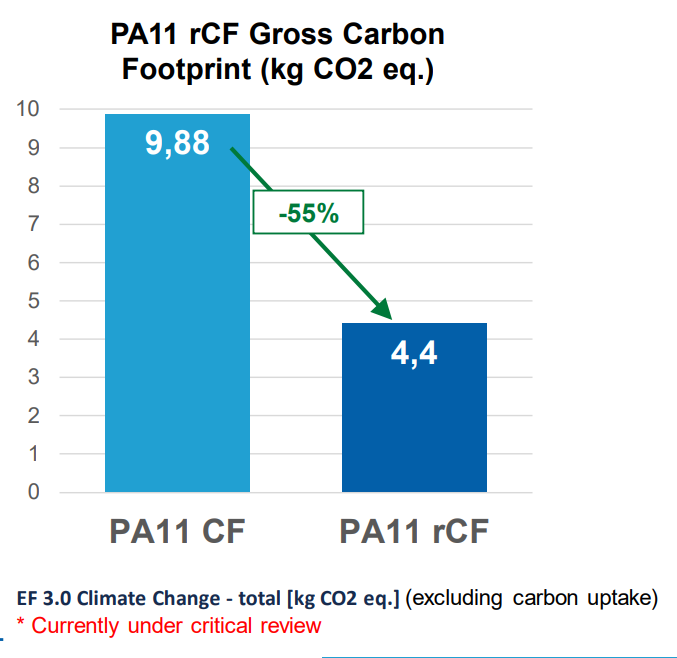 PA11 rCF Gross Carbon
Footprint (kg CO2 eq.)
10
9
8
7
6
5
4
3
2
1
0
9,88
-55%
4,4
PA11 CF
PA11 rCF
EF 3.0 Climate Change - total [kg CO2 eq.] (excluding carbon uptake)
* Currently under critical review